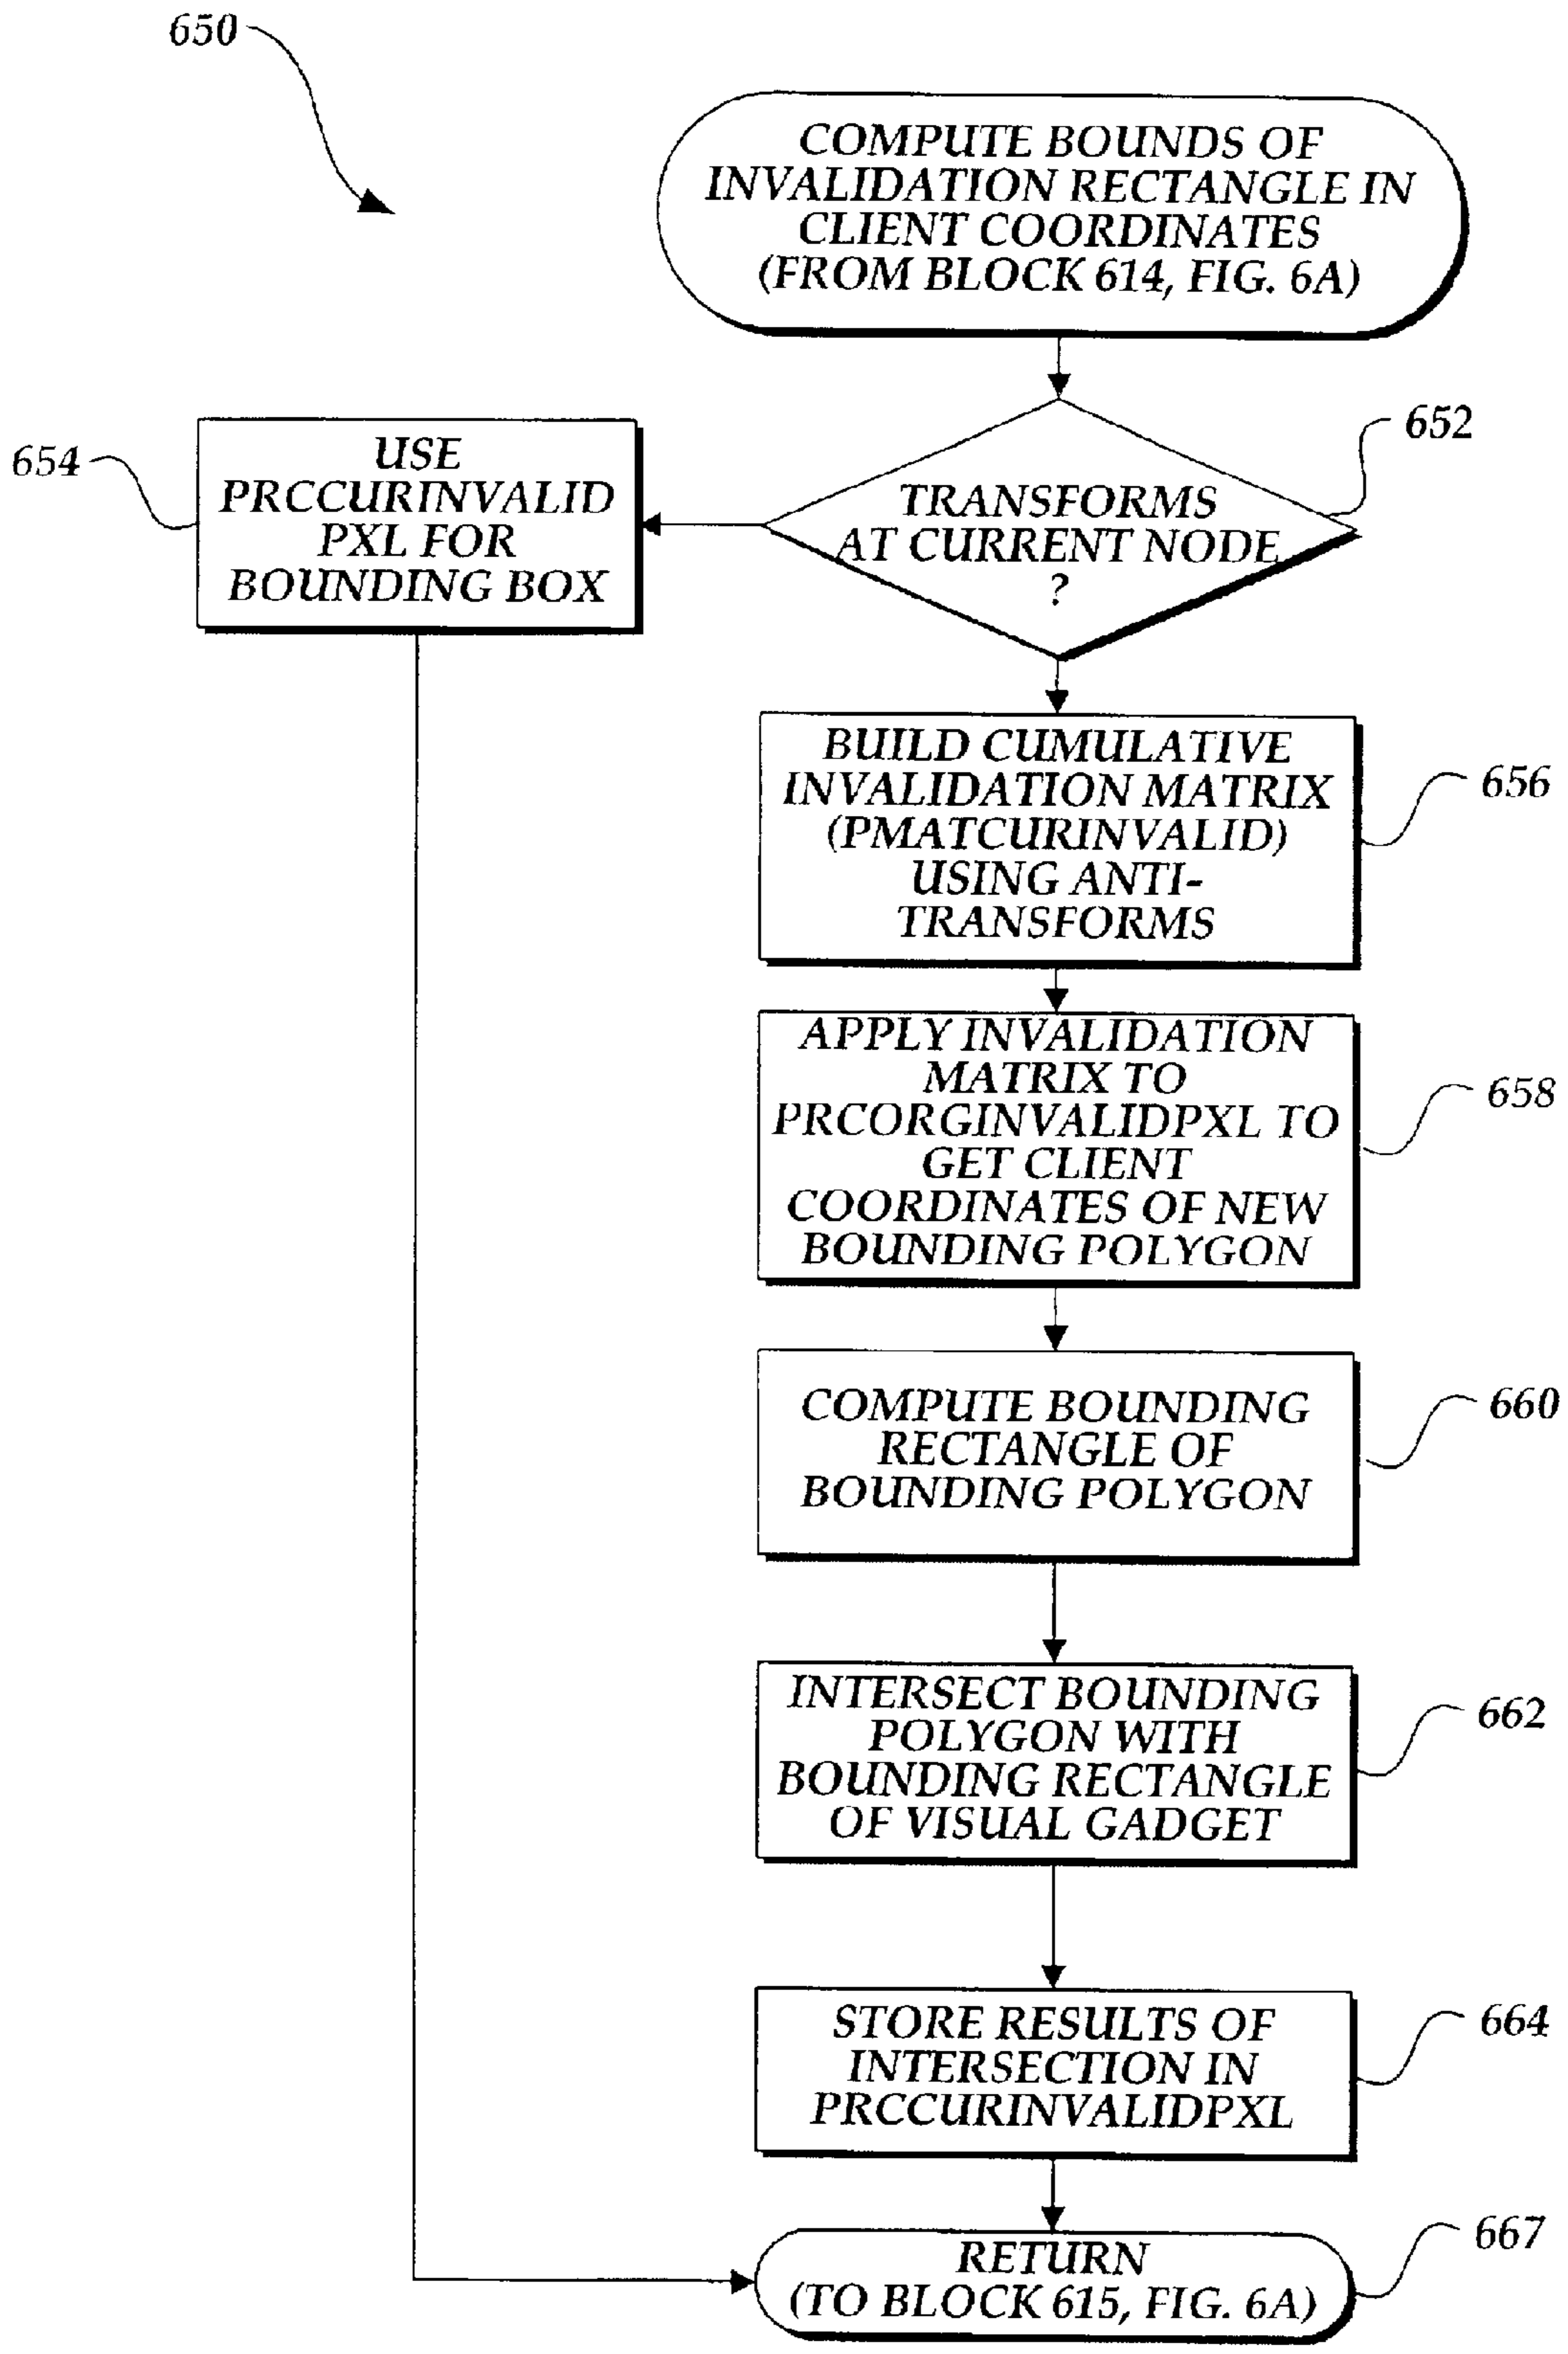 650
COMPUTE BOUNDS OF
INVALIDATION RECTANGLE IN
CLIENT COORDINATES
(FROM BLOCK 614, FIG. 6A)
652
TRANSFORMS
AT CURRENT NODE
?
654
USE
PRCCURINVALID
PXL FOR
BOUNDING BOX
BUILD CUMULATIVE
INVALIDATION MATRIX
(PMATCURINVALID)
USING ANTI-
TRANSFORMS
656
APPLY INVALIDATION
MATRIX TO
PRCORGINVALIDPXL TO
GET CLIENT
COORDINATES OF NEW
BOUNDING POLYGON
658
COMPUTE BOUNDING
RECTANGLE OF
BOUNDING POLYGON
660
INTERSECT BOUNDING
POLYGON WITH
BOUNDING RECTANGLE
OF VISUAL GADGET
662
STORE RESULTS OF
INTERSECTION IN
PRCCURINVALIDPXL
664
RETURN
(TO BLOCK 615, FIG. 6A)
667